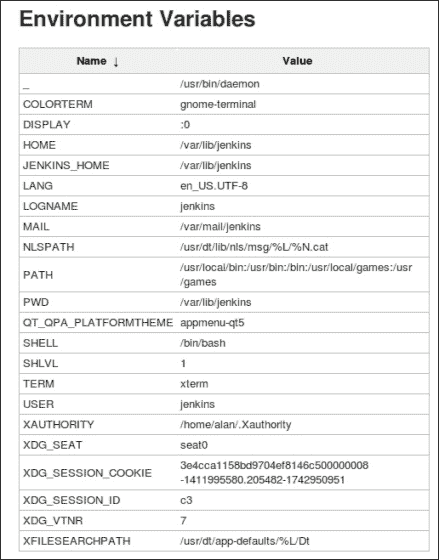 Environment Variables
Name ↓ Value
_ /usr/bin/daemon
COLORTERM gnome-terminal
DISPLAY :0
HOME /var/lib/jenkins
JENKINS_HOME /var/lib/jenkins
LANG en_US.UTF-8
LOGNAME jenkins
MAIL /var/mail/jenkins
NLSPATH /usr/dt/lib/nls/msg/%L/%N.cat
PATH /usr/local/bin:/usr/bin:/bin:/usr/local/games:/usr
/games
PWD /var/lib/jenkins
QT_QPA_PLATFORMTHEME appmenu-qt5
SHELL /bin/bash
SHLVL 1
TERM xterm
USER jenkins
XAUTHORITY /home/alan/.Xauthority
XDG_SEAT seat0
XDG_SESSION_COOKIE 3e4cca1158bd9704ef8146c500000008
-1411995580.205482-1742950951
XDG_SESSION_ID c3
XDG_VTNR 7
XFILESEARCHPATH /usr/dt/app-defaults/%L/Dt